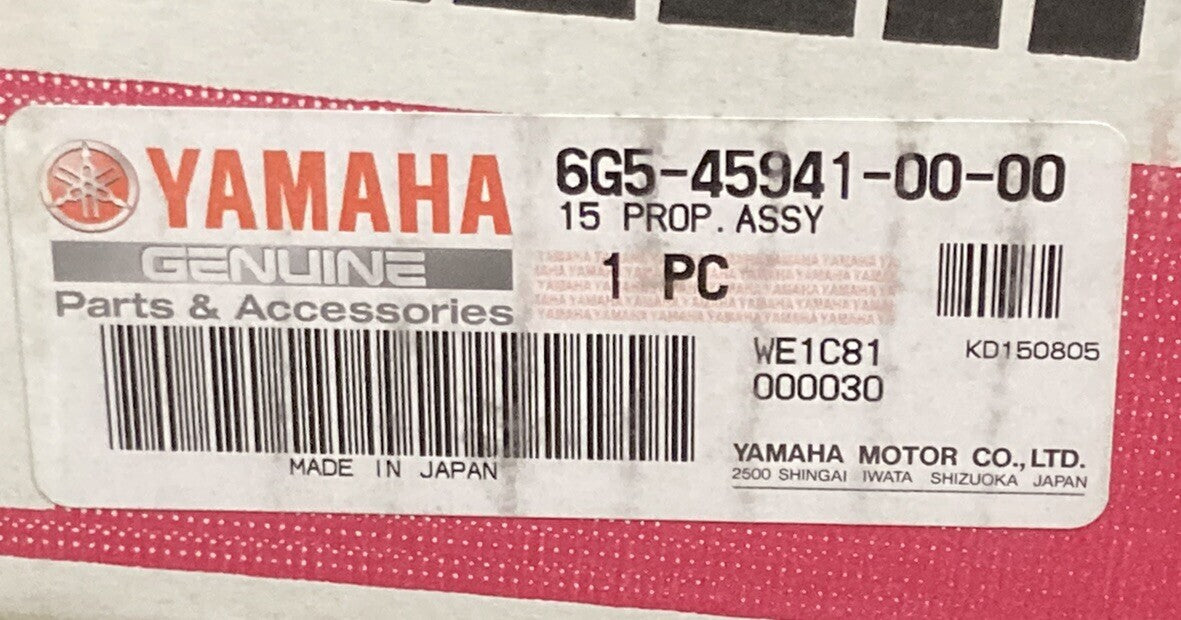 YAMAHA
GENUINE
Parts & Accessories
6G5-45941-00-00
15 PROP. ASSY
1 PC
WE1C81
000030
KD150805
MADE IN JAPAN
YAMAHA MOTOR CO., LTD.
2500 SHINGAI IWATA SHIZUOKA JAPAN